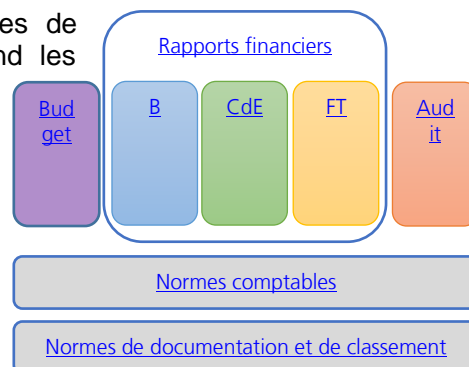 es de
nd les
Rapports financiers
Bud
get
B
CdE
FT
Aud
it
Normes comptables
Normes de documentation et de classement